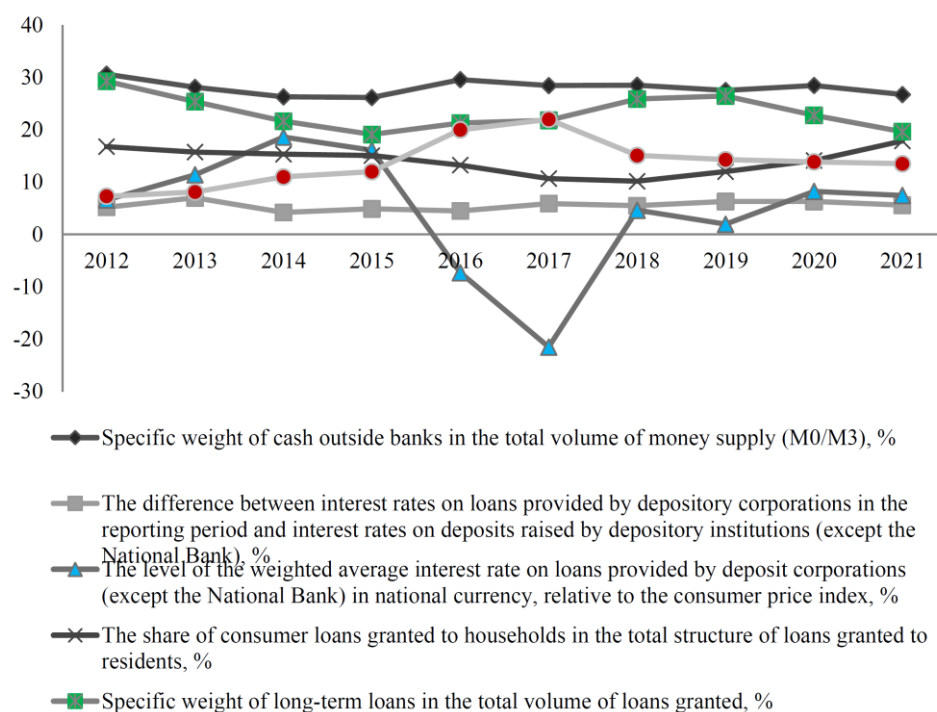 40
30
20
10
0
2012 2013 2014 2015 2016 2017 2018 2019 2020 2021
-10
-20
-30
Specific weight of cash outside banks in the total volume of money supply (M0/M3), %
The difference between interest rates on loans provided by depository corporations in the
reporting period and interest rates on deposits raised by depository institutions (except the
National Bank), %
The level of the weighted average interest rate on loans provided by deposit corporations
(except the National Bank) in national currency, relative to the consumer price index, %
The share of consumer loans granted to households in the total structure of loans granted to
residents, %
Specific weight of long-term loans in the total volume of loans granted, %